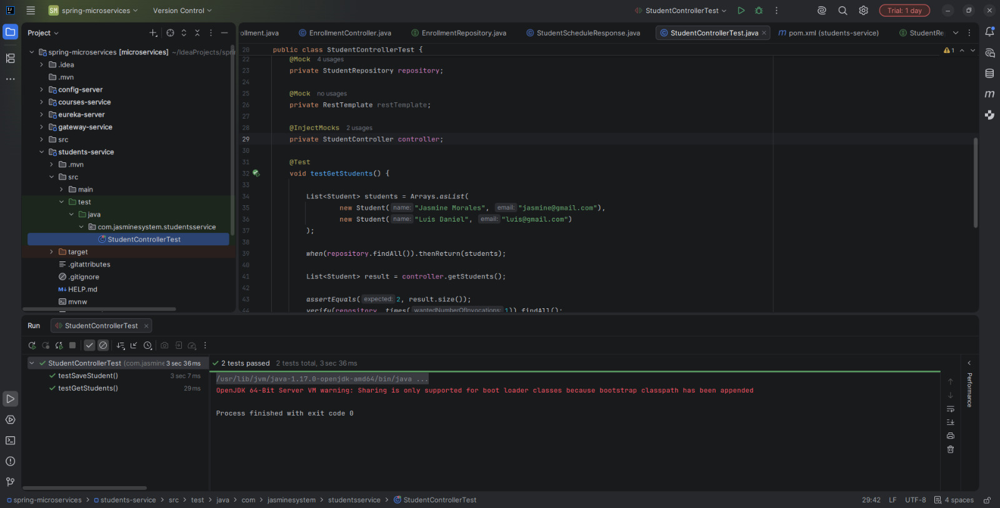 SM spring-microservices Version Control StudentControllerTest Trial: 1 day
Project
ollment.java EnrollmentController.java EnrollmentRepository.java StudentScheduleResponse.java StudentControllerTest.java pom.xml (students-service) StudentRe
spring-microservices [microservices] ~/IdeaProjects/spri
.idea
.mvn
config-server
courses-service
eureka-server
gateway-service
src
students-service
.mvn
src
main
test
java
com.jasminesystem.studentsservice
StudentControllerTest
target
.gitattributes
.gitignore
HELP.md
mvnw
20 public class StudentControllerTest {
1
22 @Mock 4 usages
23 private StudentRepository repository;
24
25 @Mock no usages
26 private RestTemplate restTemplate;
27
28 @InjectMocks 2 usages
29 private StudentController controller;
30
31 @Test
32 void testGetStudents() {
33
34 List<Student> students = Arrays.asList(
35 new Student( name: "Jasmine Morales", email: "jasmine@gmail.com"),
36 new Student( name: "Luis Daniel", email: "luis@gmail.com")
37 );
38
39 when(repository.findAll()).thenReturn(students);
40
41 List<Student> result = controller.getStudents();
42
43 assertEquals( expected: 2, result.size());
44 verify(repository, times( wantedNumberOfInvocations: 1)).findAll();
Run StudentControllerTest
StudentControllerTest (com.jasmine 3 sec 36 ms
testSaveStudent() 3 sec 7 ms
testGetStudents() 29 ms
2 tests passed 2 tests total, 3 sec 36 ms
/usr/lib/jvm/java-1.17.0-openjdk-amd64/bin/java ...
OpenJDK 64-Bit Server VM warning: Sharing is only supported for boot loader classes because bootstrap classpath has been appended
Process finished with exit code 0
Performance
spring-microservices > students-service > src > test > java > com > jasminesystem > studentsservice > StudentControllerTest
29:42 LF UTF-8 4 spaces